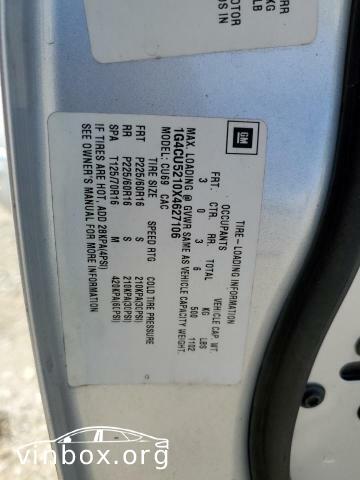 GM
TIRE-LOADING INFORMATION
OCCUPANTS VEHICLE CAP. WT.
FRT. CTR. RR. TOTAL KG LBS
3 0 3 6 500 1102
MAX. LOADING @ GVWR SAME AS VEHICLE CAPACITY WEIGHT.
1G4CU5210X4627106
MODEL: CU69 CAC
TIRE SIZE SPEED RTG COLD TIRE PRESSURE
FRT P225/60R16 S 210KPA(30PSI)
RR P225/60R16 S 210KPA(30PSI)
SPA T125/70R16 M 420KPA(60PSI)
IF TIRES ARE HOT, ADD 28KPA(4PSI)
SEE OWNER'S MANUAL FOR MORE INFORMATION
vinbox.org